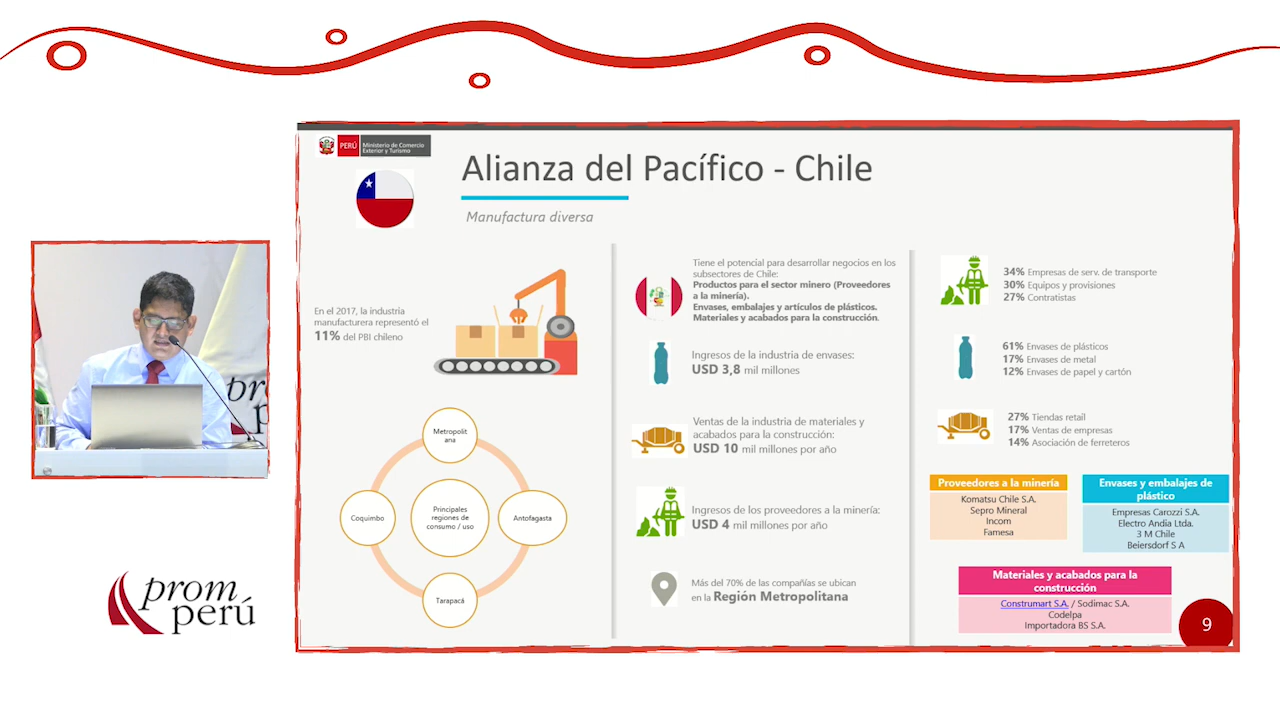 PERÚ
Ministerio de Comercio
Exterior y Turismo
Alianza del Pacífico - Chile
Manufactura diversa
En el 2017, la industria
manufacturera representó el
11% del PBI chileno
Metropolit
ana
Coquimbo
Principales
regiones de
consumo / uso
Antofagasta
Tarapacá
Tiene el potencial para desarrollar negocios en los
subsectores de Chile:
Productos para el sector minero (Proveedores
a la minería).
Envases, embalajes y artículos de plásticos.
Materiales y acabados para la construcción.
Ingresos de la industria de envases:
USD 3,8 mil millones
Ventas de la industria de materiales y
acabados para la construcción:
USD 10 mil millones por año
Ingresos de los proveedores a la minería:
USD 4 mil millones por año
Más del 70% de las compañías se ubican
en la Región Metropolitana
34% Empresas de serv. de transporte
30% Equipos y provisiones
27% Contratistas
61% Envases de plásticos
17% Envases de metal
12% Envases de papel y cartón
27% Tiendas retail
17% Ventas de empresas
14% Asociación de ferreteros
Proveedores a la minería
Komatsu Chile S.A.
Sepro Mineral
Incom
Famesa
Envases y embalajes de
plástico
Empresas Carozzi S.A.
Electro Andia Ltda.
3 M Chile
Beiersdorf S A
Materiales y acabados para la
construcción
Construmart S.A. / Sodimac S.A.
Codelpa
Importadora BS S.A.
9
prom
perú